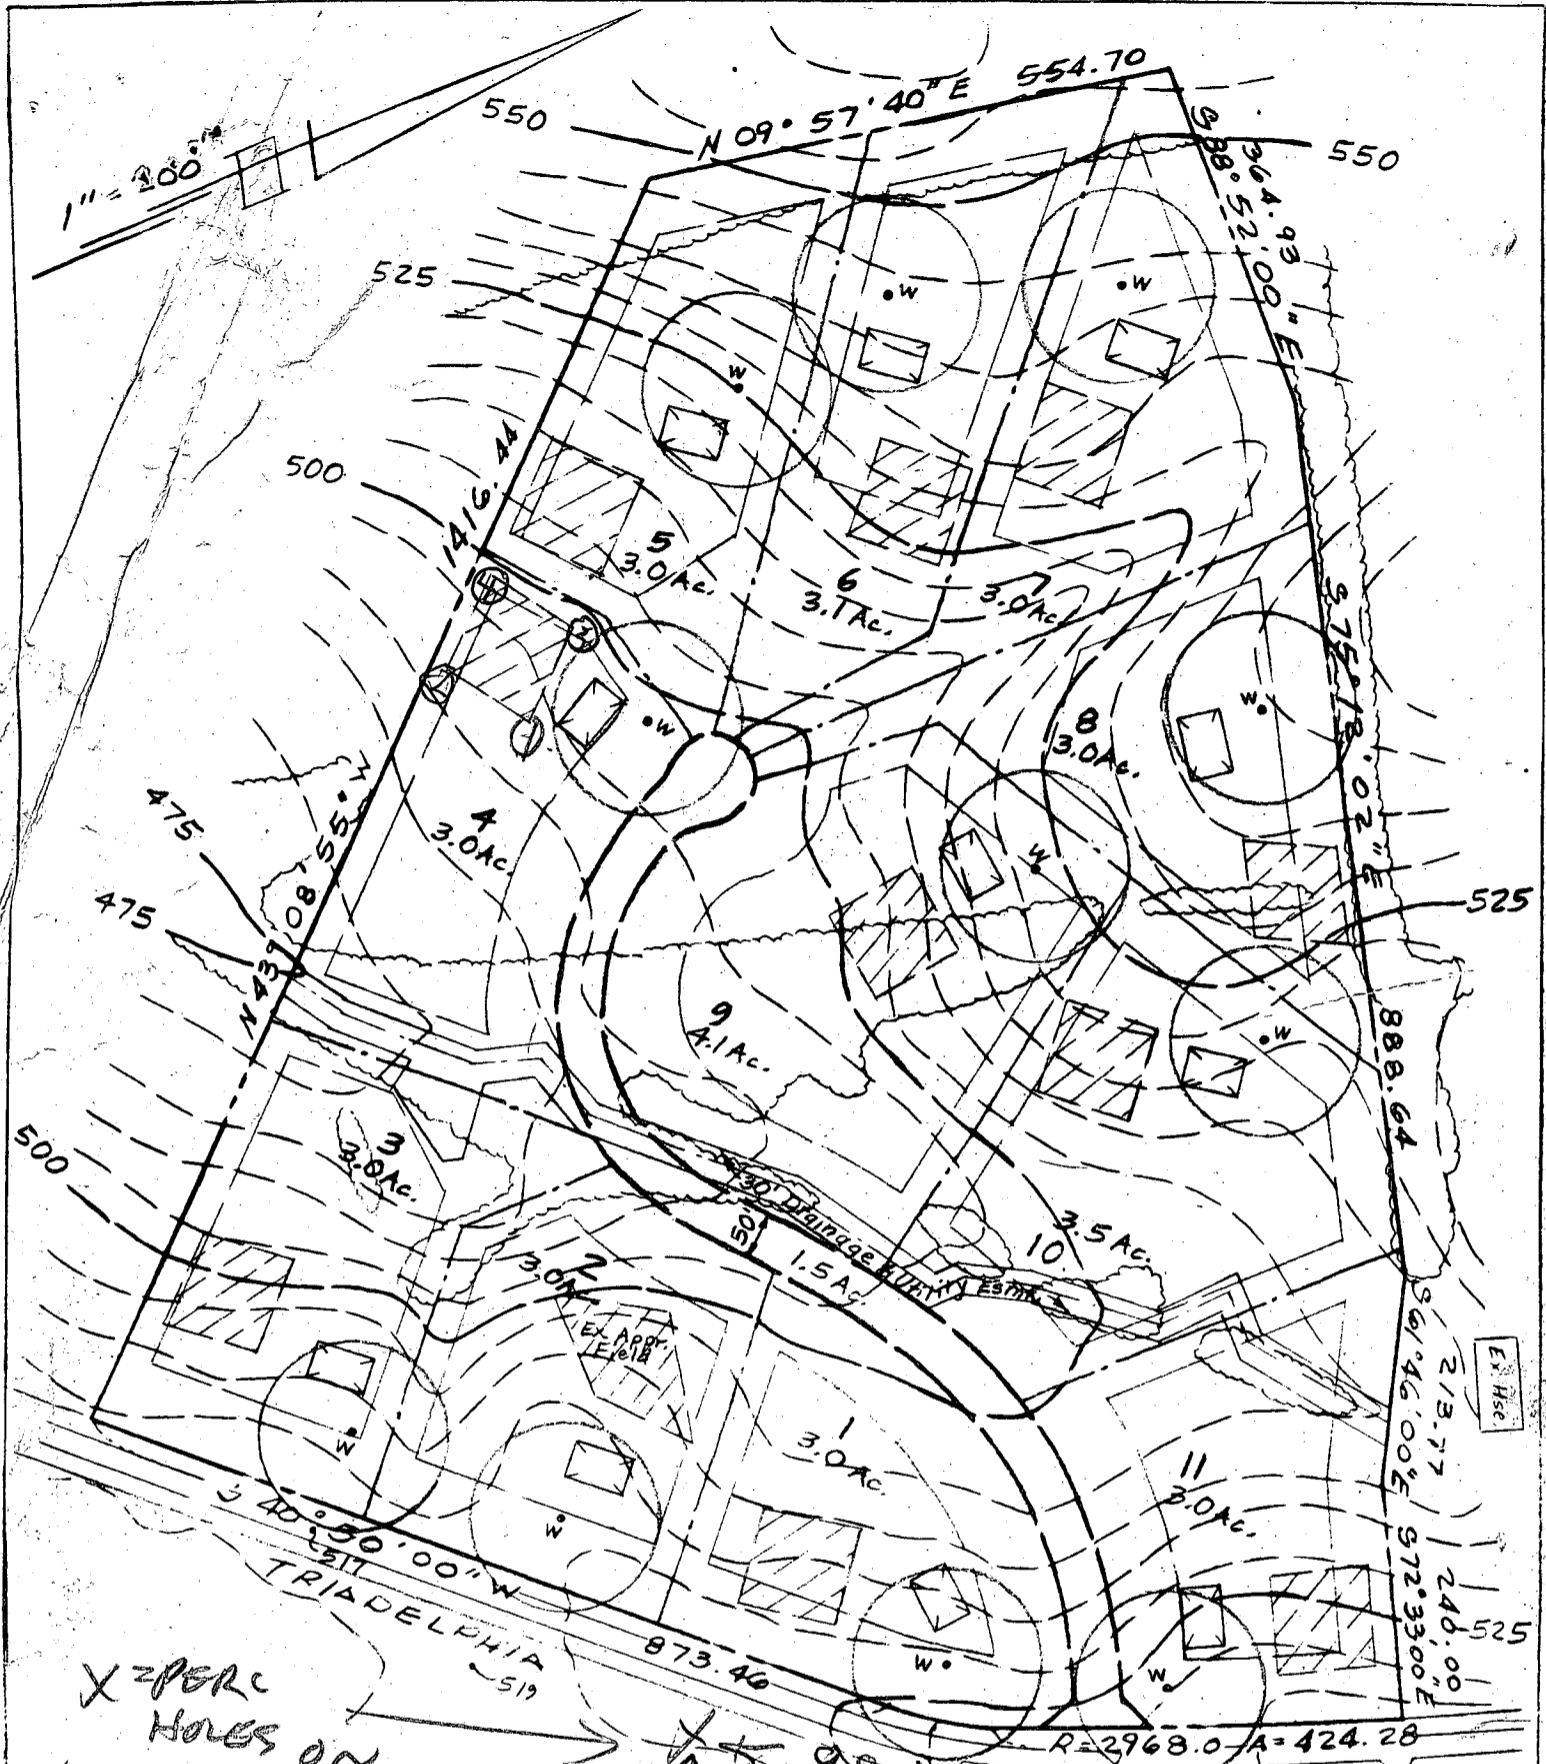 1" = 200'
N 09° 57' 40" E 554.70
550
550
S 88° 52' 00" E
364.93
525
500
1416.44
N 43° 08' 55"
W
W
W
5
3.0 Ac.
6
3.1 Ac.
7
3.0 Ac.
4
3
2
1
W
8
3.0 Ac.
W
S 75° 18' 02" E
888.64
475
475
4
3.0 Ac.
W
525
9
4.1 Ac.
W
500
3
3.0 Ac.
30' Drainage & Utility Esmt.
50'
1.5 Ac.
10
3.5 Ac.
2
3.0 Ac.
Ex. Appr.
Field
S 61° 46' 00" E
213.77
Ex Hse
1
3.0 Ac.
11
3.0 Ac.
W
W
S 72° 33' 00" E
240.00
525
S 40° 50' 00" W
517
TRIADELPHIA
873.46
~519
W
W
R=2968.0 A=424.28
X = PERC
HOLES ON
X